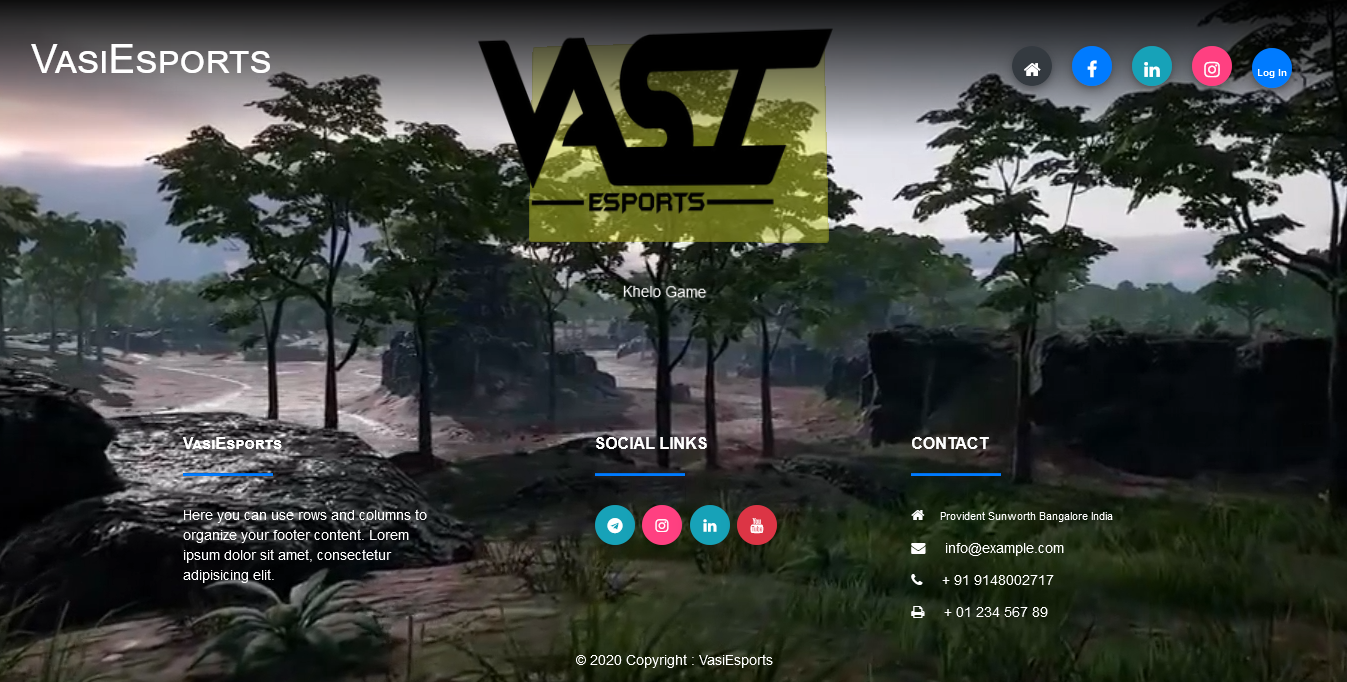 VasiEsports
Log In
VASI
ESPORTS
Khelo Game
VasiEsports
Here you can use rows and columns to
organize your footer content. Lorem
ipsum dolor sit amet, consectetur
adipisicing elit.
SOCIAL LINKS
You
Tube
CONTACT
Provident Sunworth Bangalore India
info@example.com
+ 91 9148002717
+ 01 234 567 89
© 2020 Copyright : VasiEsports